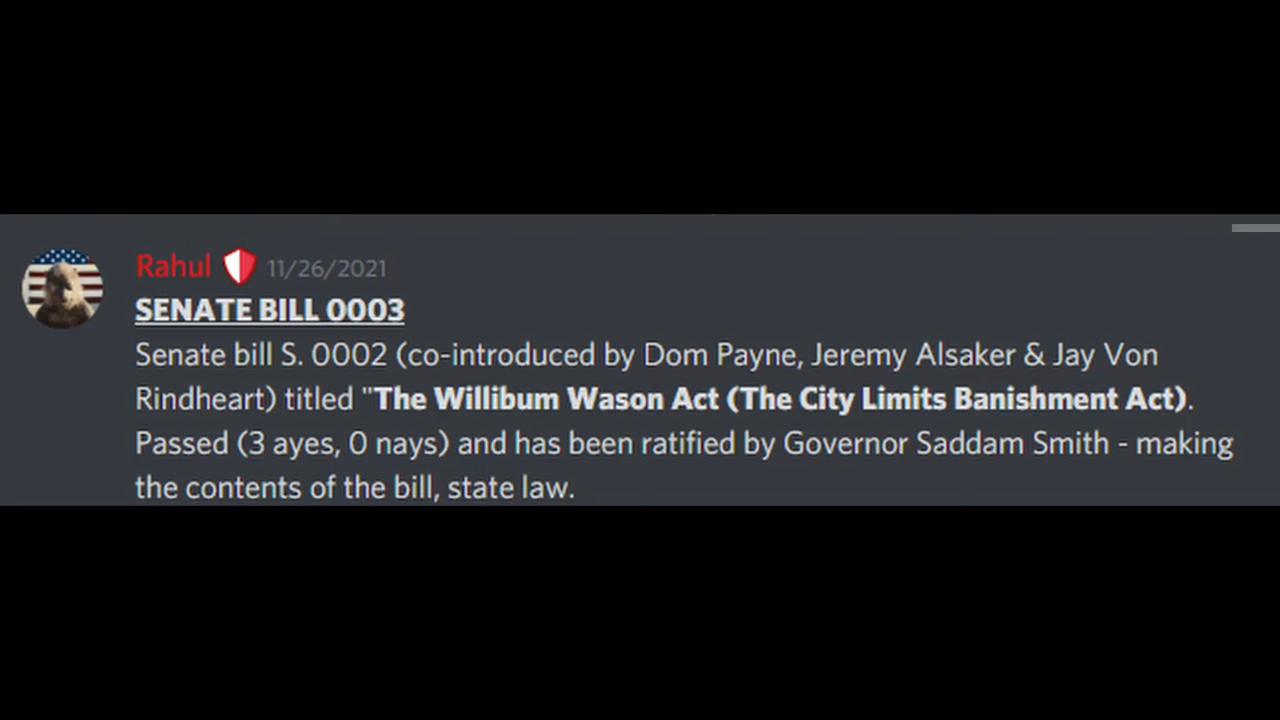 Rahul 11/26/2021
SENATE BILL 0003
Senate bill S. 0002 (co-introduced by Dom Payne, Jeremy Alsaker & Jay Von
Rindheart) titled "The Willibum Wason Act (The City Limits Banishment Act).
Passed (3 ayes, 0 nays) and has been ratified by Governor Saddam Smith - making
the contents of the bill, state law.